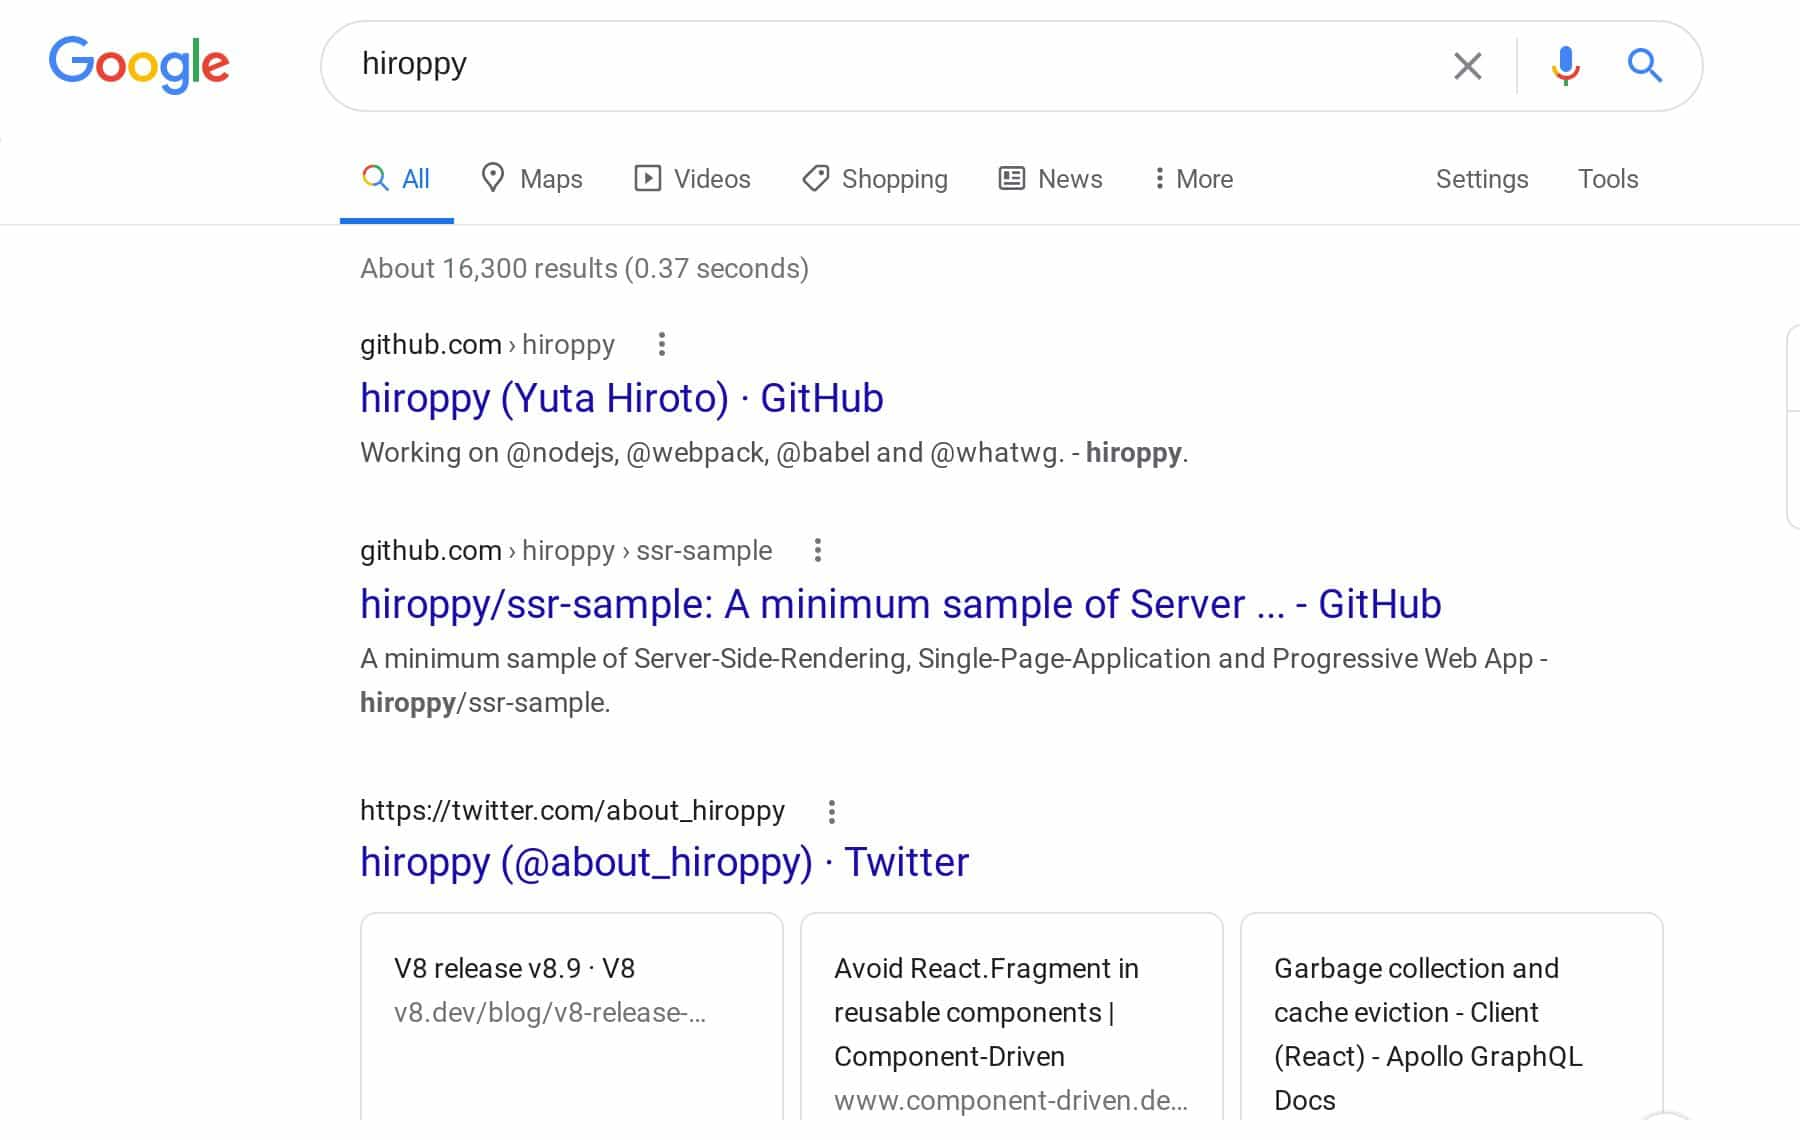 Google
hiroppy
All Maps Videos Shopping News More Settings Tools
About 16,300 results (0.37 seconds)
github.com › hiroppy
hiroppy (Yuta Hiroto) · GitHub
Working on @nodejs, @webpack, @babel and @whatwg. - hiroppy.
github.com › hiroppy › ssr-sample
hiroppy/ssr-sample: A minimum sample of Server ... - GitHub
A minimum sample of Server-Side-Rendering, Single-Page-Application and Progressive Web App -
hiroppy/ssr-sample.
https://twitter.com/about_hiroppy
hiroppy (@about_hiroppy) · Twitter
V8 release v8.9 · V8
v8.dev/blog/v8-release-...
Avoid React.Fragment in
reusable components |
Component-Driven
www.component-driven.de...
Garbage collection and
cache eviction - Client
(React) - Apollo GraphQL
Docs